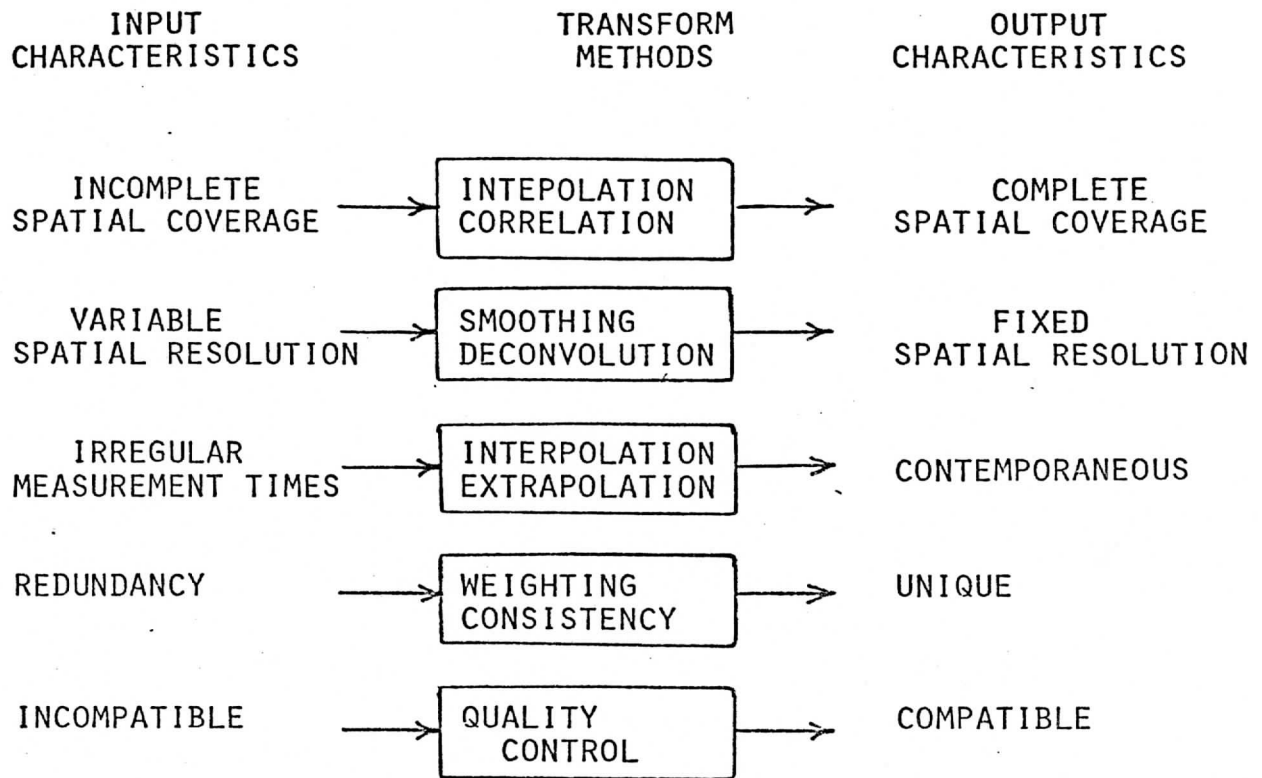 INPUT
CHARACTERISTICS
TRANSFORM
METHODS
OUTPUT
CHARACTERISTICS
INCOMPLETE
SPATIAL COVERAGE
INTEPOLATION
CORRELATION
COMPLETE
SPATIAL COVERAGE
VARIABLE
SPATIAL RESOLUTION
SMOOTHING
DECONVOLUTION
FIXED
SPATIAL RESOLUTION
IRREGULAR
MEASUREMENT TIMES
INTERPOLATION
EXTRAPOLATION
CONTEMPORANEOUS
REDUNDANCY
WEIGHTING
CONSISTENCY
UNIQUE
INCOMPATIBLE
QUALITY
CONTROL
COMPATIBLE